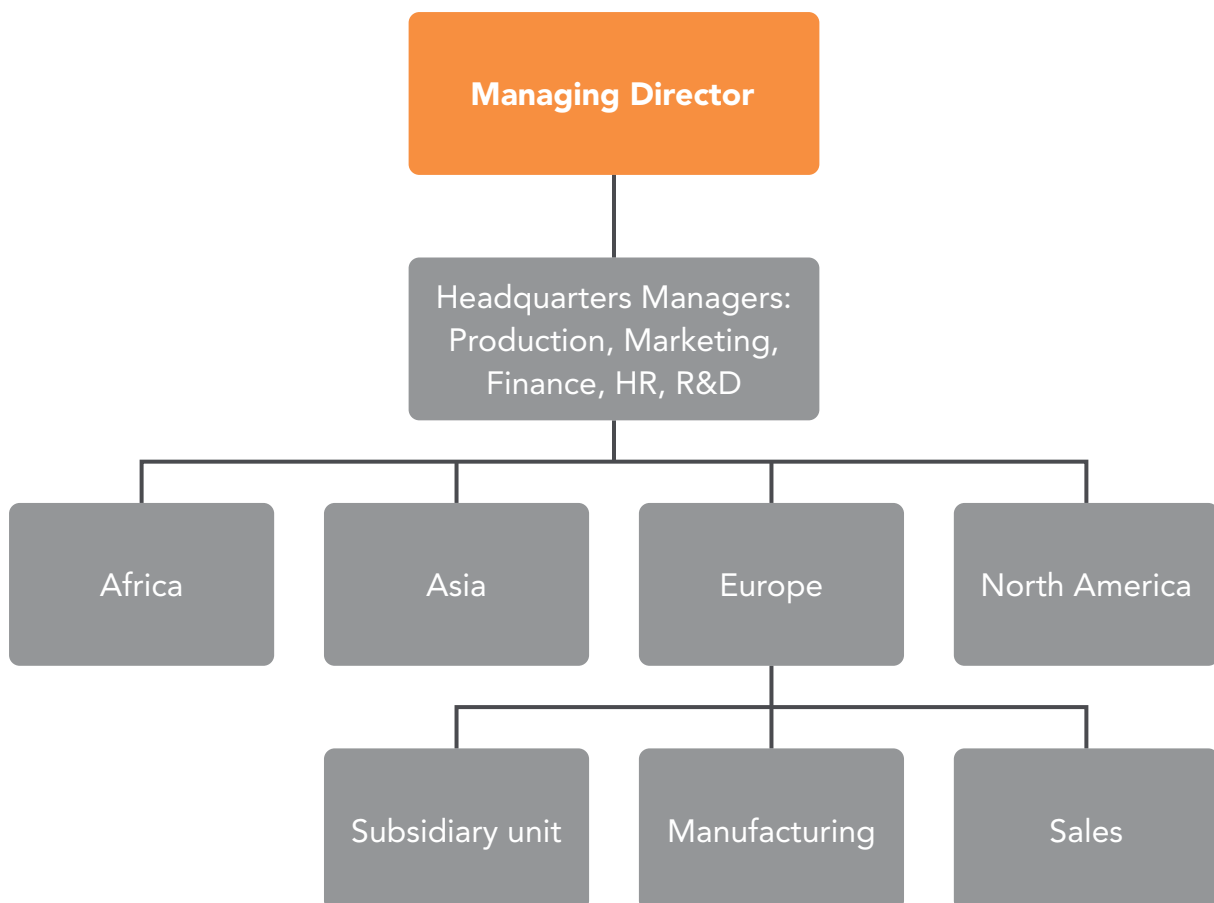 Managing Director
Headquarters Managers:
Production, Marketing,
Finance, HR, R&D
Africa
Asia
Europe
North America
Subsidiary unit
Manufacturing
Sales